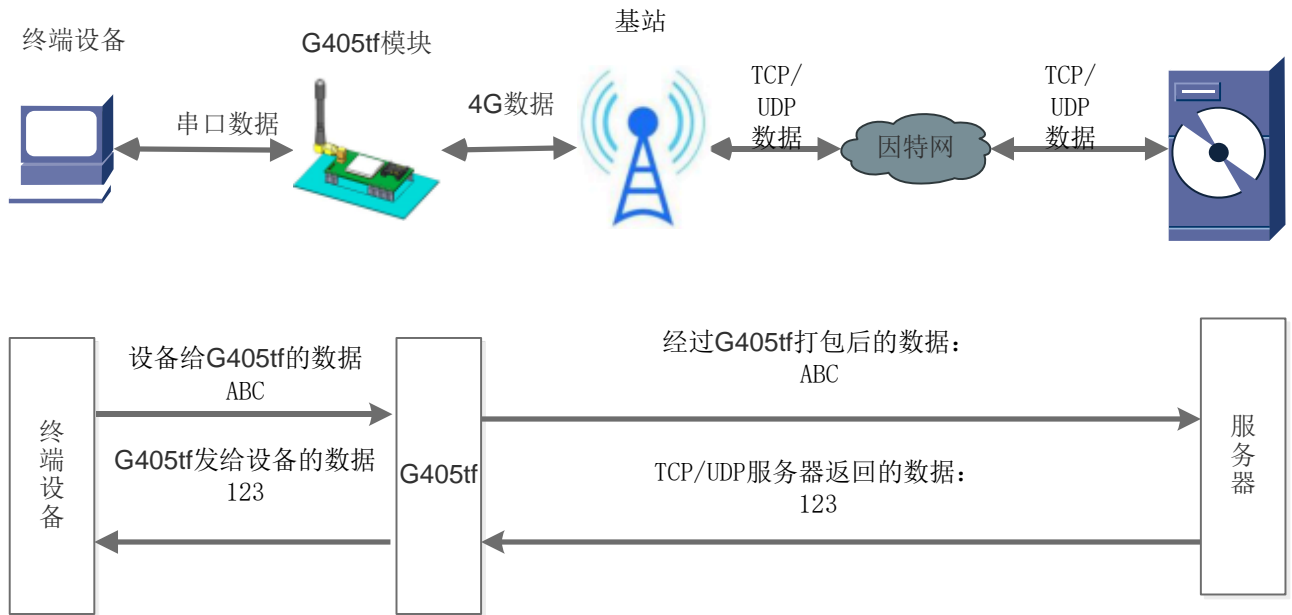 终端设备
G405tf模块
基站
串口数据
4G数据
TCP/
UDP
数据
因特网
TCP/
UDP
数据
设备给G405tf的数据
ABC
经过G405tf打包后的数据：
ABC
终端设备
G405tf发给设备的数据
123
G405tf
TCP/UDP服务器返回的数据：
123
服务器